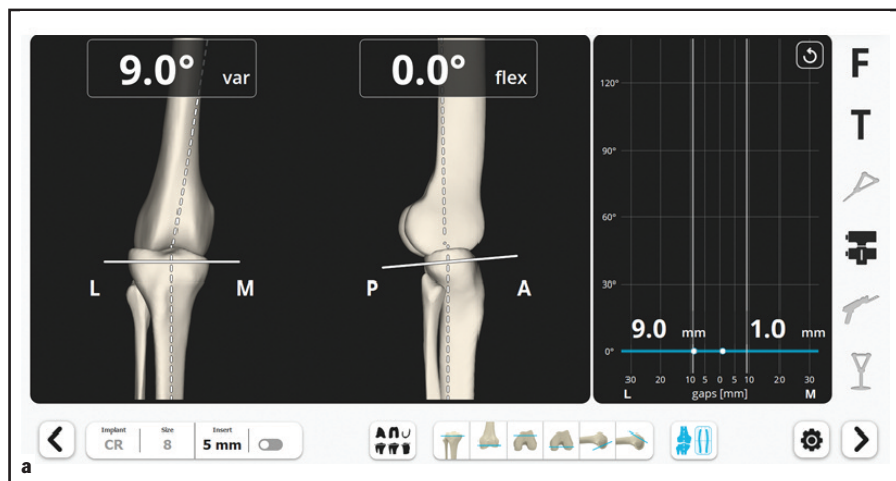 9.0° var
0.0° flex
120°
90°
60°
30°
0°
L M
P A
9.0 mm
1.0 mm
30 20 10 5 0 5 10 20 30
L gaps [mm] M
F
T
Implant Size Insert
CR 8 5 mm
a